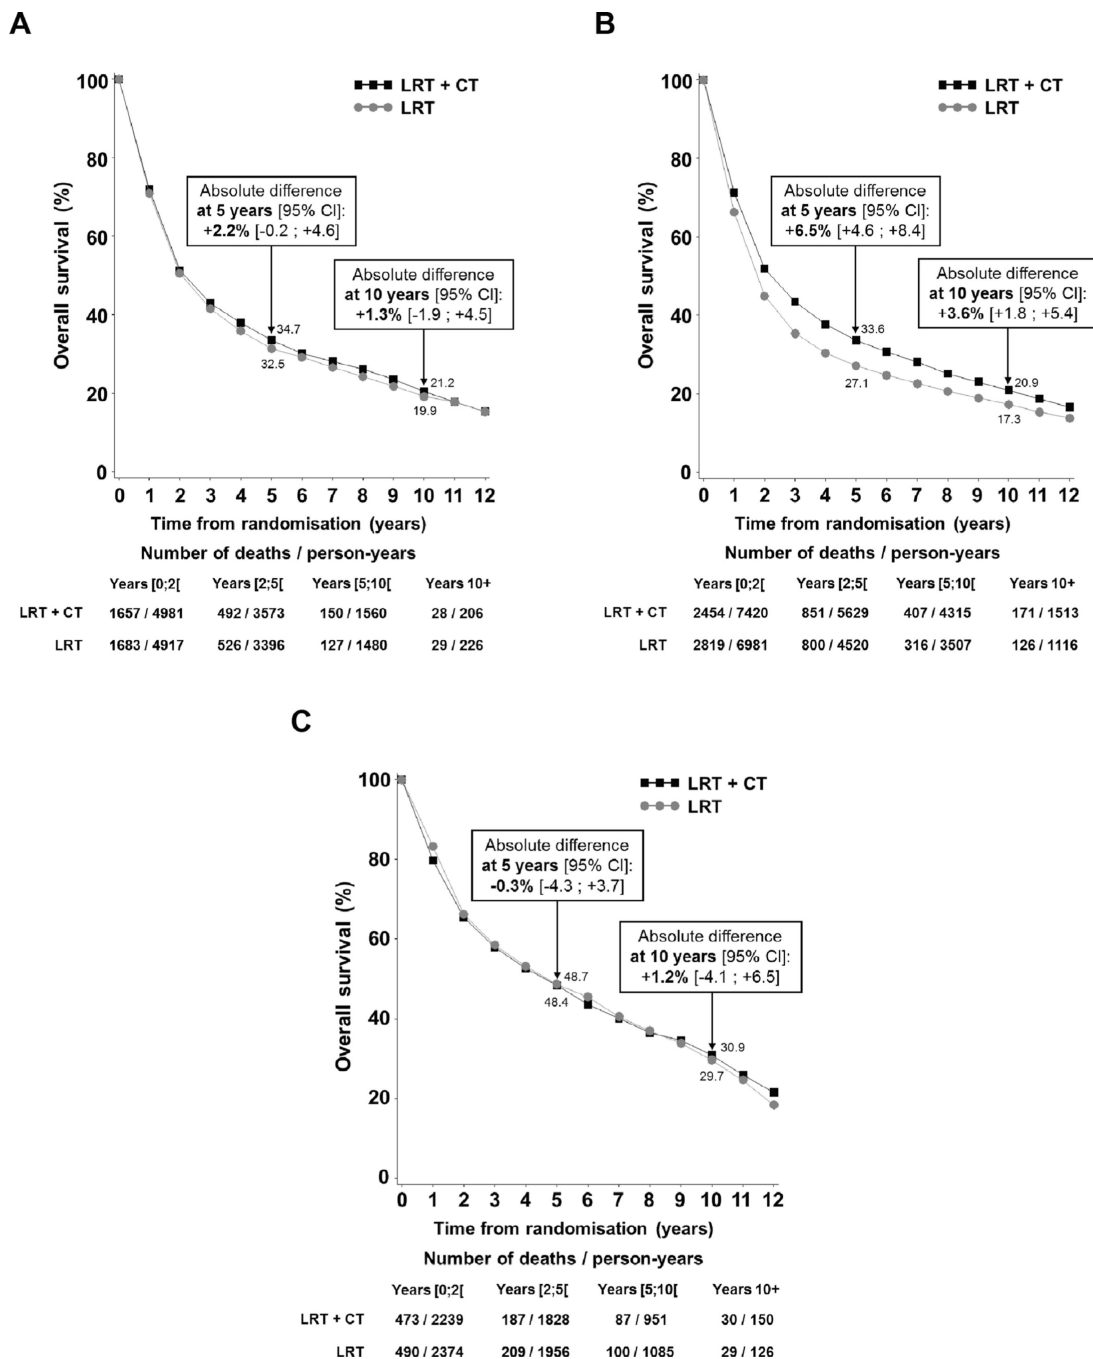 A
LRT + CT
LRT
100
80
60
40
20
0
Overall survival (%)
Absolute difference
at 5 years [95% CI]:
+2.2% [-0.2 ; +4.6]
Absolute difference
at 10 years [95% CI]:
+1.3% [-1.9 ; +4.5]
34.7
32.5
21.2
19.9
0 1 2 3 4 5 6 7 8 9 10 11 12
Time from randomisation (years)
Number of deaths / person-years
Years [0;2[ Years [2;5[ Years [5;10[ Years 10+
LRT + CT 1657 / 4981 492 / 3573 150 / 1560 28 / 206
LRT 1683 / 4917 526 / 3396 127 / 1480 29 / 226
B
LRT + CT
LRT
100
80
60
40
20
0
Overall survival (%)
Absolute difference
at 5 years [95% CI]:
+6.5% [+4.6 ; +8.4]
Absolute difference
at 10 years [95% CI]:
+3.6% [+1.8 ; +5.4]
33.6
27.1
20.9
17.3
0 1 2 3 4 5 6 7 8 9 10 11 12
Time from randomisation (years)
Number of deaths / person-years
Years [0;2[ Years [2;5[ Years [5;10[ Years 10+
LRT + CT 2454 / 7420 851 / 5629 407 / 4315 171 / 1513
LRT 2819 / 6981 800 / 4520 316 / 3507 126 / 1116
C
LRT + CT
LRT
100
80
60
40
20
0
Overall survival (%)
Absolute difference
at 5 years [95% CI]:
-0.3% [-4.3 ; +3.7]
Absolute difference
at 10 years [95% CI]:
+1.2% [-4.1 ; +6.5]
48.7
48.4
30.9
29.7
0 1 2 3 4 5 6 7 8 9 10 11 12
Time from randomisation (years)
Number of deaths / person-years
Years [0;2[ Years [2;5[ Years [5;10[ Years 10+
LRT + CT 473 / 2239 187 / 1828 87 / 951 30 / 150
LRT 490 / 2374 209 / 1956 100 / 1085 29 / 126